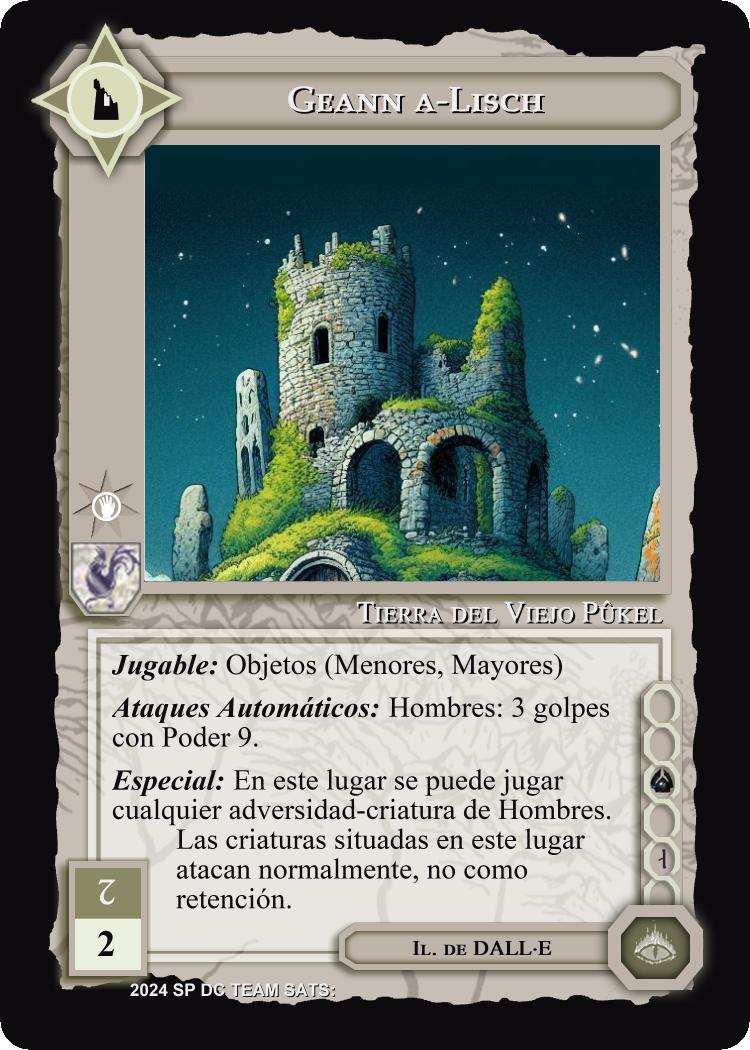 Geann a-Lisch
Tierra del Viejo Pûkel
Jugable: Objetos (Menores, Mayores)
Ataques Automáticos: Hombres: 3 golpes
con Poder 9.
Especial: En este lugar se puede jugar
cualquier adversidad-criatura de Hombres.
Las criaturas situadas en este lugar
atacan normalmente, no como
retención.
2
Il. de DALL·E
2024 SP DC TEAM SATS: